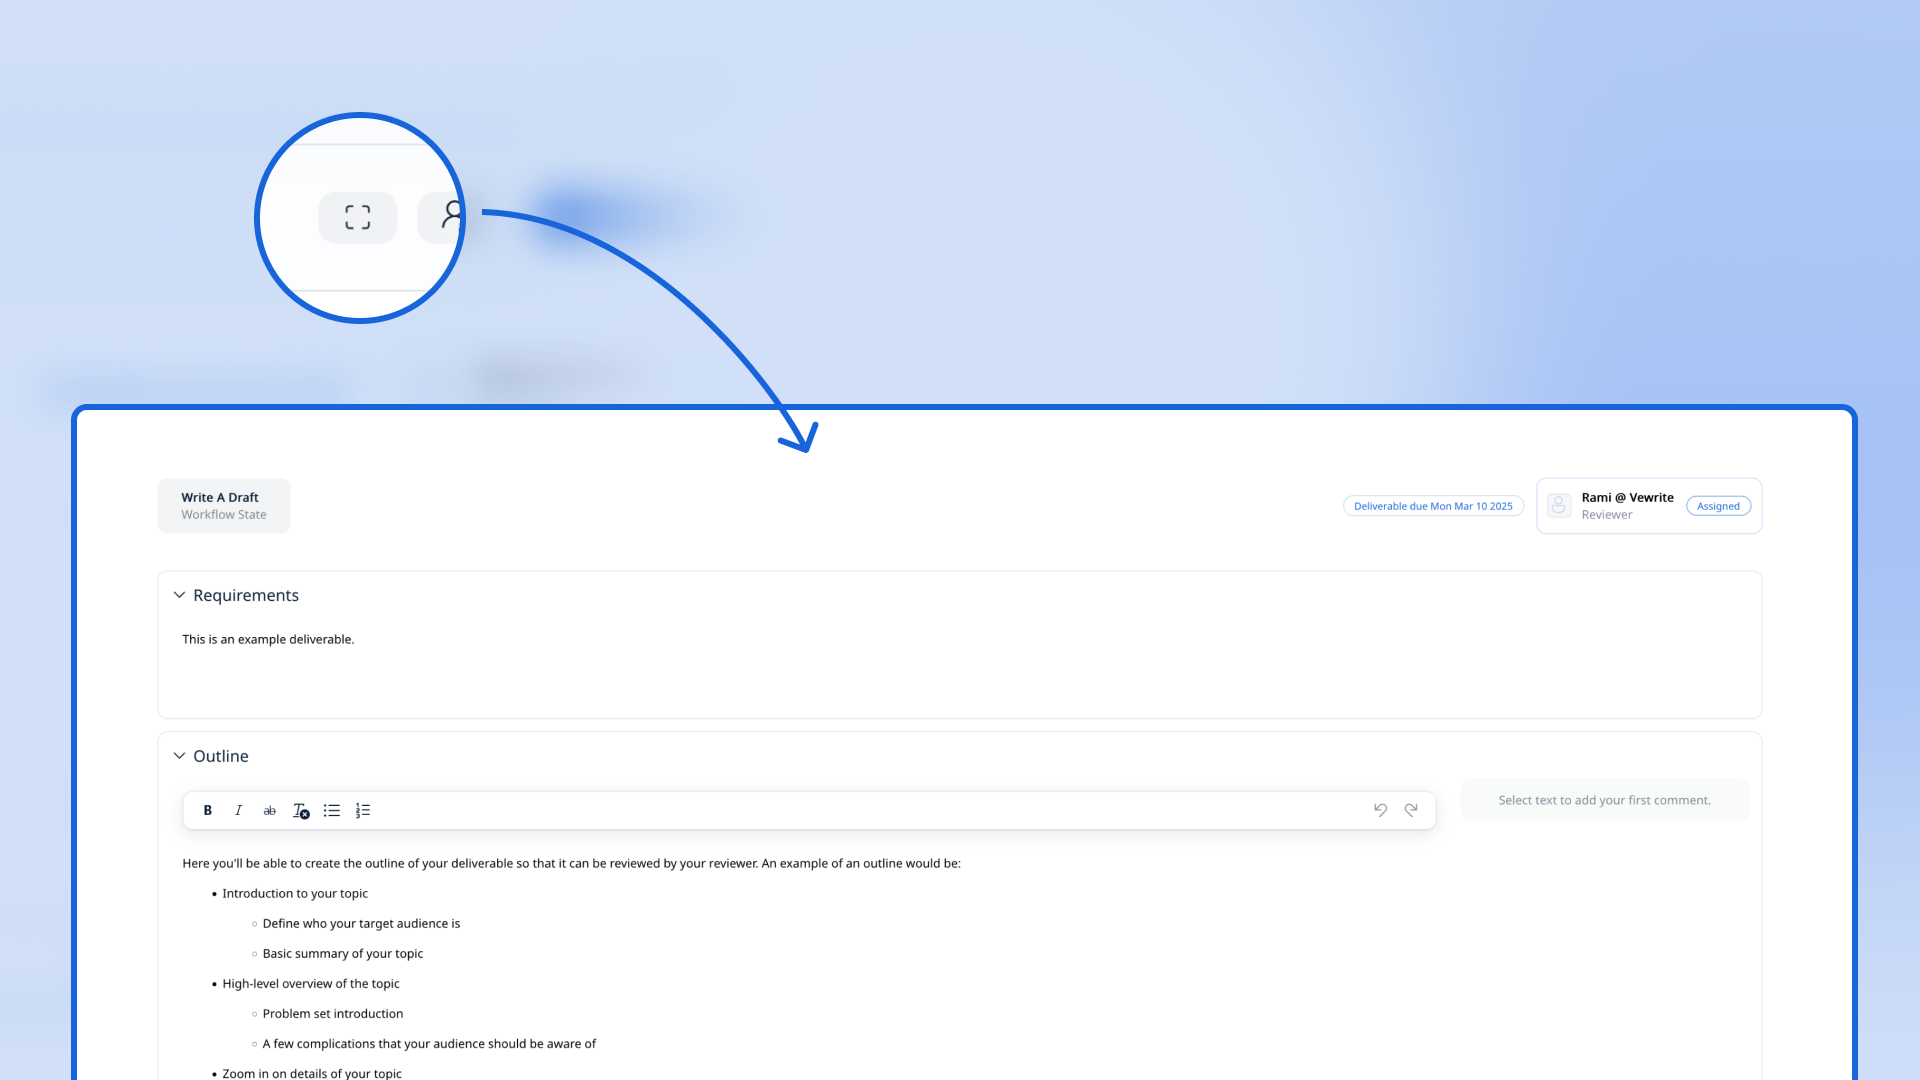 Write A Draft
Workflow State
Deliverable due Mon Mar 10 2025
Rami @ Vewrite
Reviewer
Assigned
Requirements
This is an example deliverable.
Outline
B I ab T
Select text to add your first comment.
Here you'll be able to create the outline of your deliverable so that it can be reviewed by your reviewer. An example of an outline would be:
• Introduction to your topic
○ Define who your target audience is
○ Basic summary of your topic
• High-level overview of the topic
○ Problem set introduction
○ A few complications that your audience should be aware of
• Zoom in on details of your topic